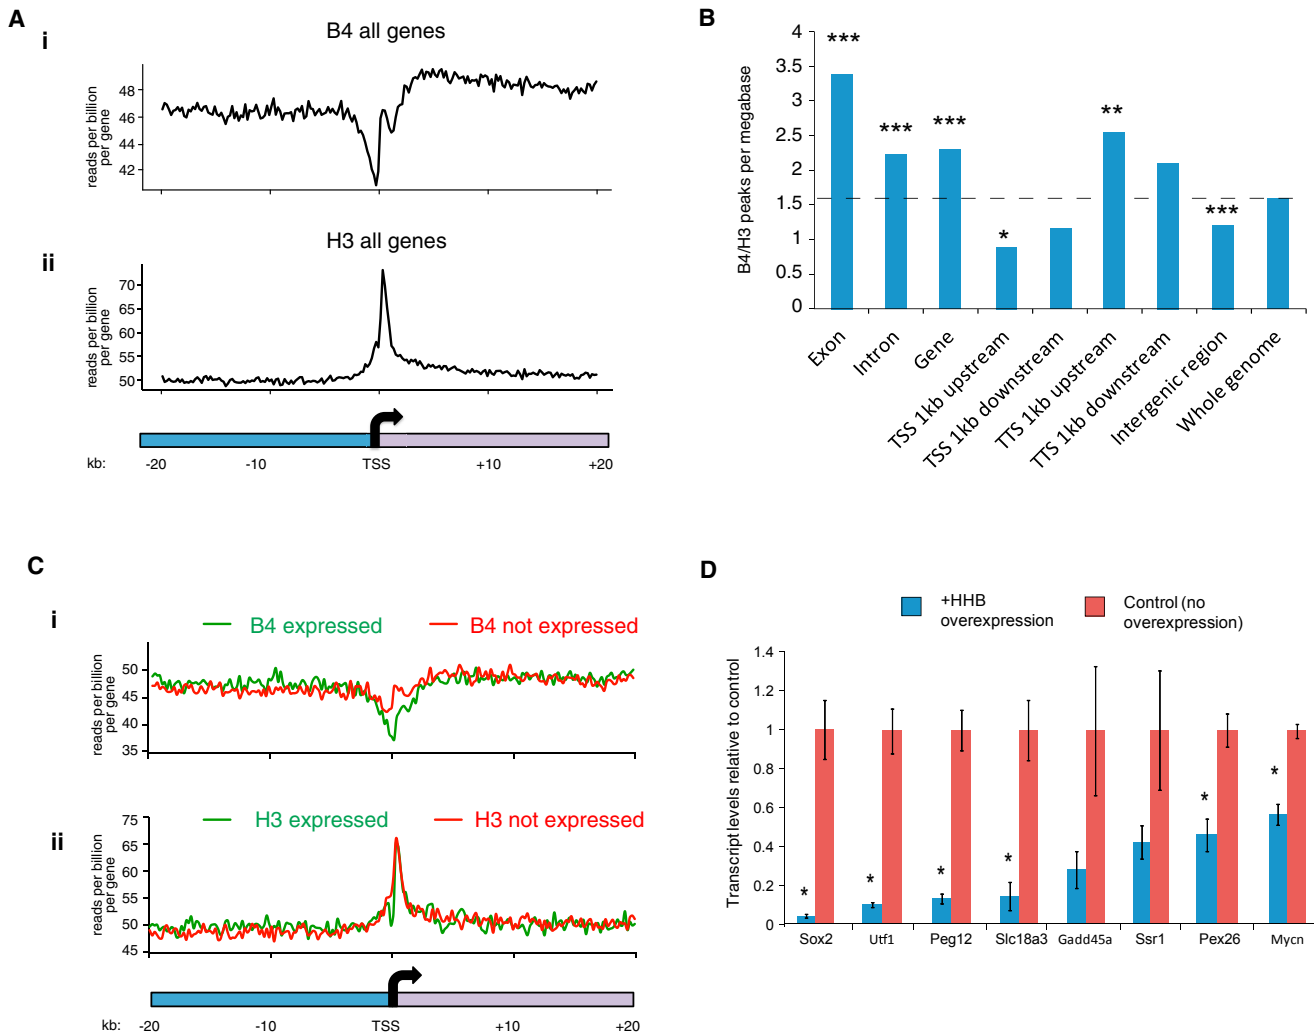 A
i
B4 all genes
reads per billion
per gene
48
46
44
42
ii
H3 all genes
reads per billion
per gene
70
65
60
55
50
kb:
-20
-10
TSS
+10
+20
B
B4/H3 peaks per megabase
4
3.5
3
2.5
2
1.5
1
0.5
0
***
***
***
*
**
***
Exon
Intron
Gene
TSS 1kb upstream
TSS 1kb downstream
TTS 1kb upstream
TTS 1kb downstream
Intergenic region
Whole genome
C
i
B4 expressed
B4 not expressed
reads per billion
per gene
50
45
40
35
ii
H3 expressed
H3 not expressed
reads per billion
per gene
75
65
55
50
45
kb:
-20
-10
TSS
+10
+20
D
+HHB
overexpression
Control (no
overexpression)
Transcript levels relative to control
1.4
1.2
1
0.8
0.6
0.4
0.2
0
*
*
*
*
*
*
Sox2
Utf1
Peg12
Slc18a3
Gadd45a
Ssr1
Pex26
Mycn